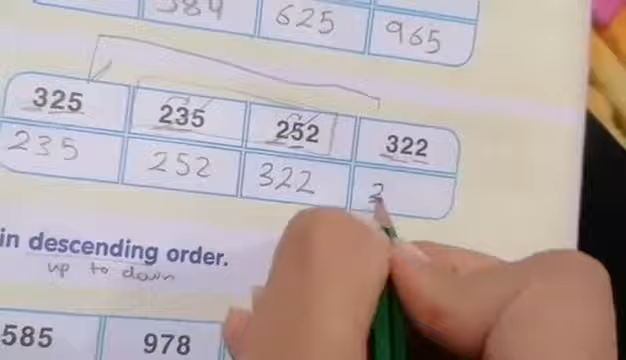 384 625 965
325 235 252 322
235 252 322 3
in descending order.
up to down
585 978